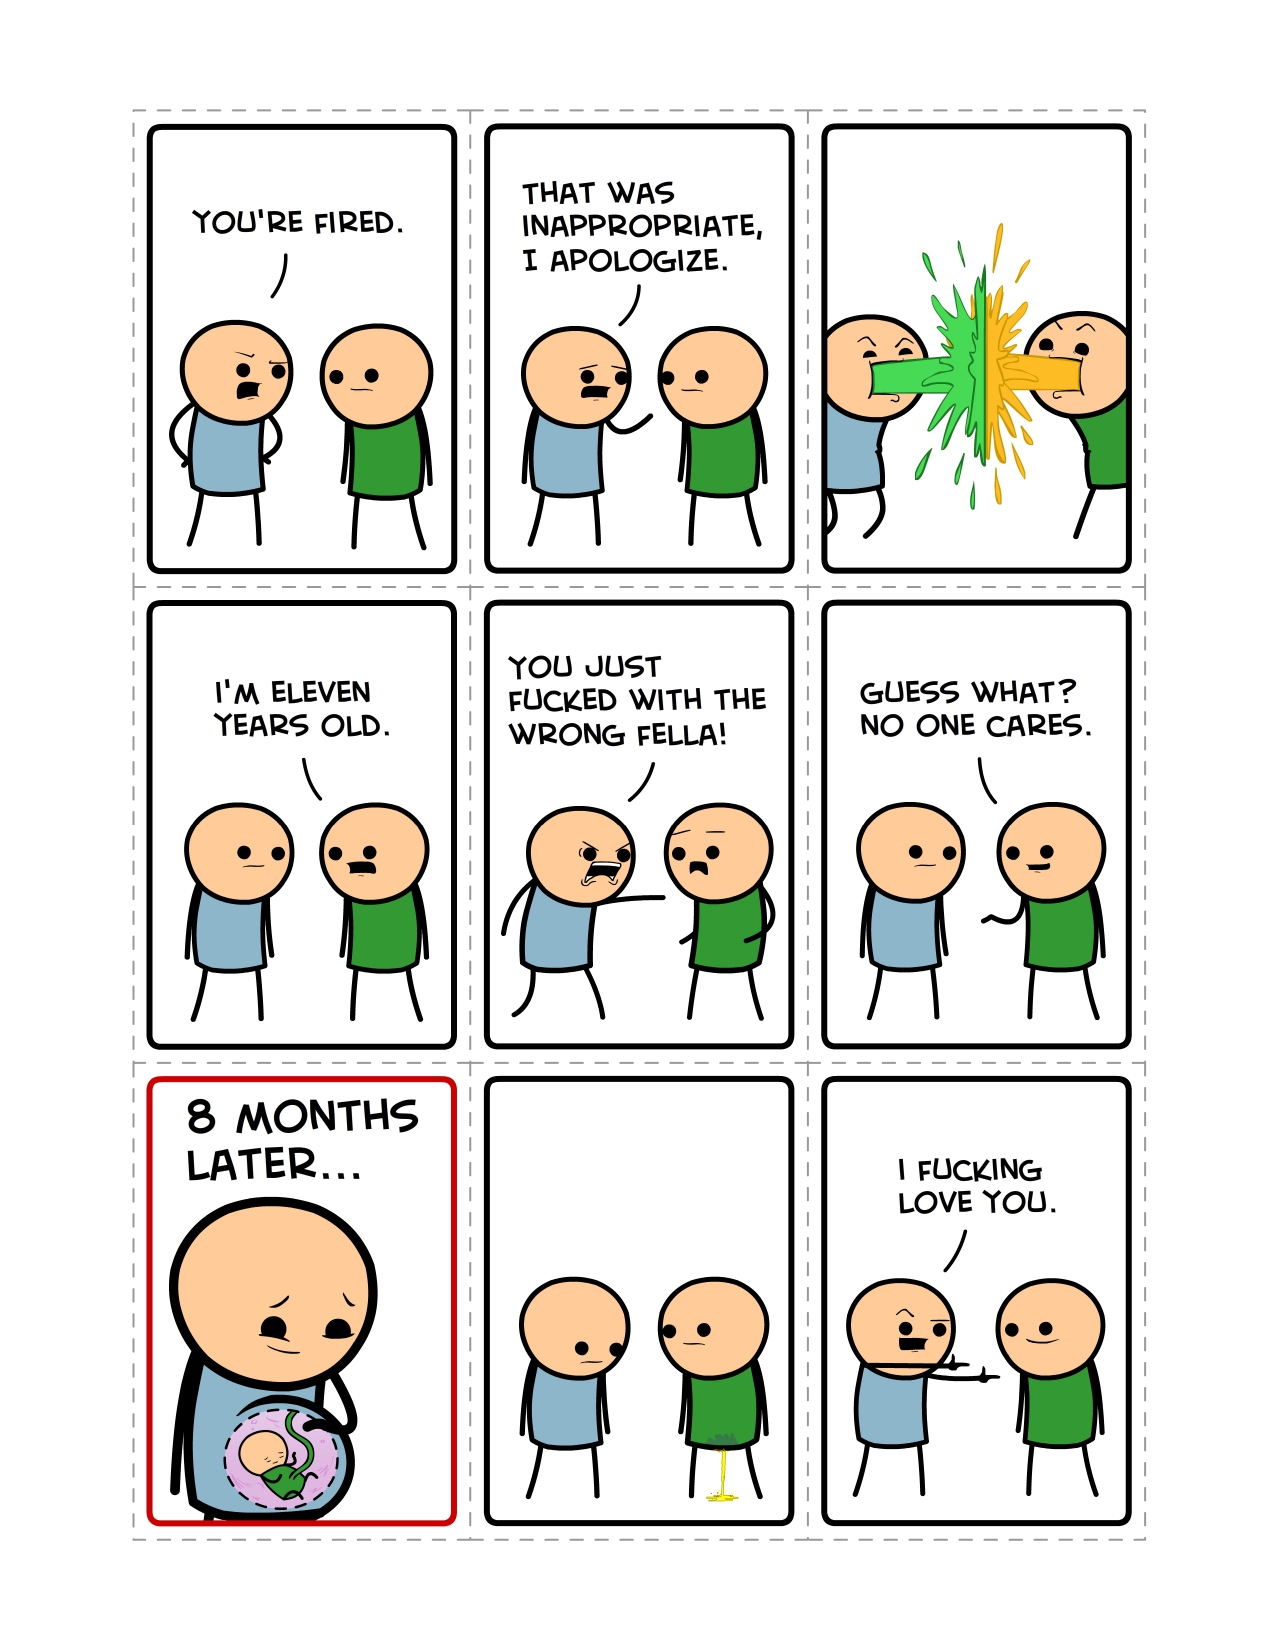 YOU'RE FIRED.
THAT WAS
INAPPROPRIATE,
I APOLOGIZE.
I'M ELEVEN
YEARS OLD.
YOU JUST
FUCKED WITH THE
WRONG FELLA!
GUESS WHAT?
NO ONE CARES.
8 MONTHS
LATER...
I FUCKING
LOVE YOU.